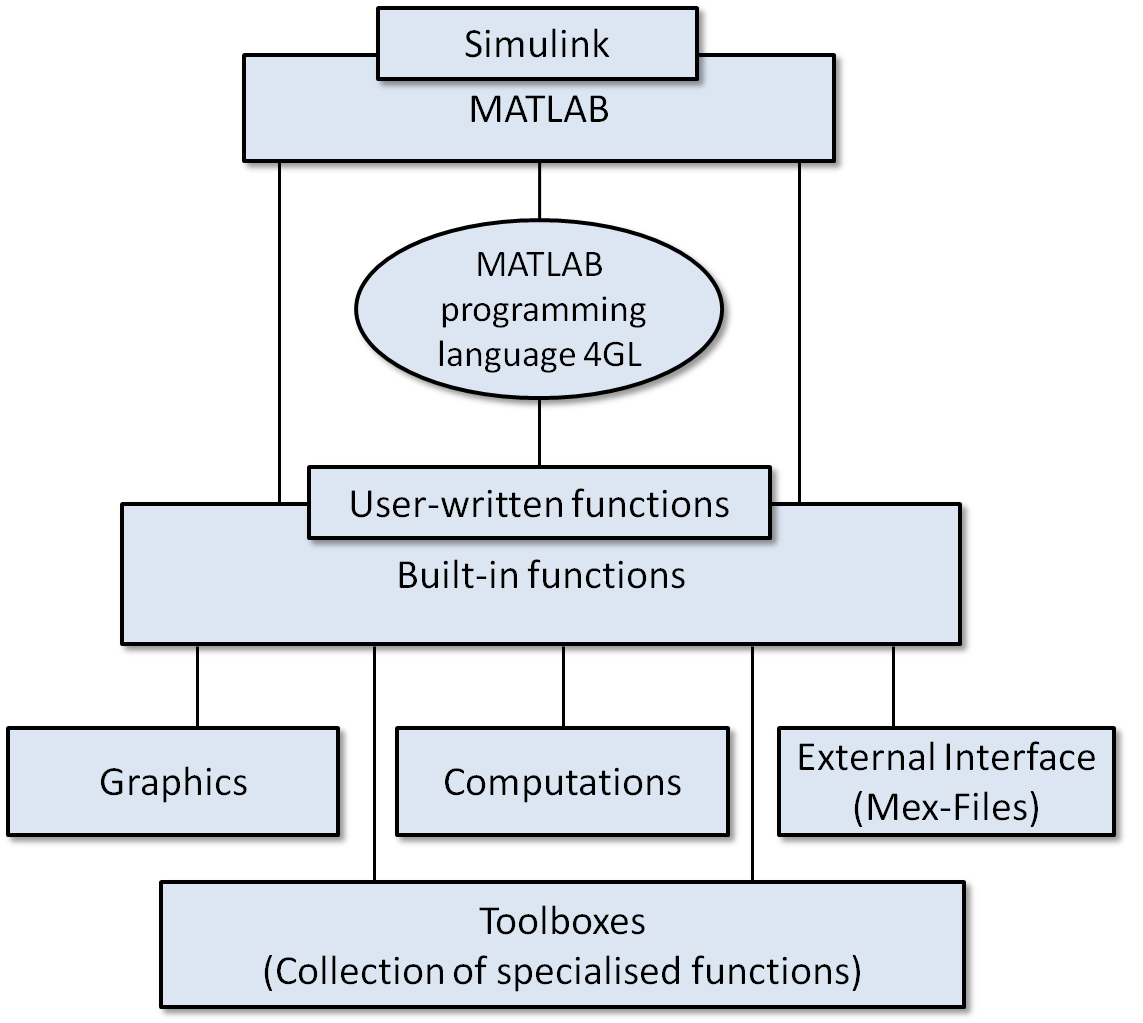 Simulink
MATLAB
MATLAB
programming
language 4GL
User-written functions
Built-in functions
Graphics
Computations
External Interface
(Mex-Files)
Toolboxes
(Collection of specialised functions)